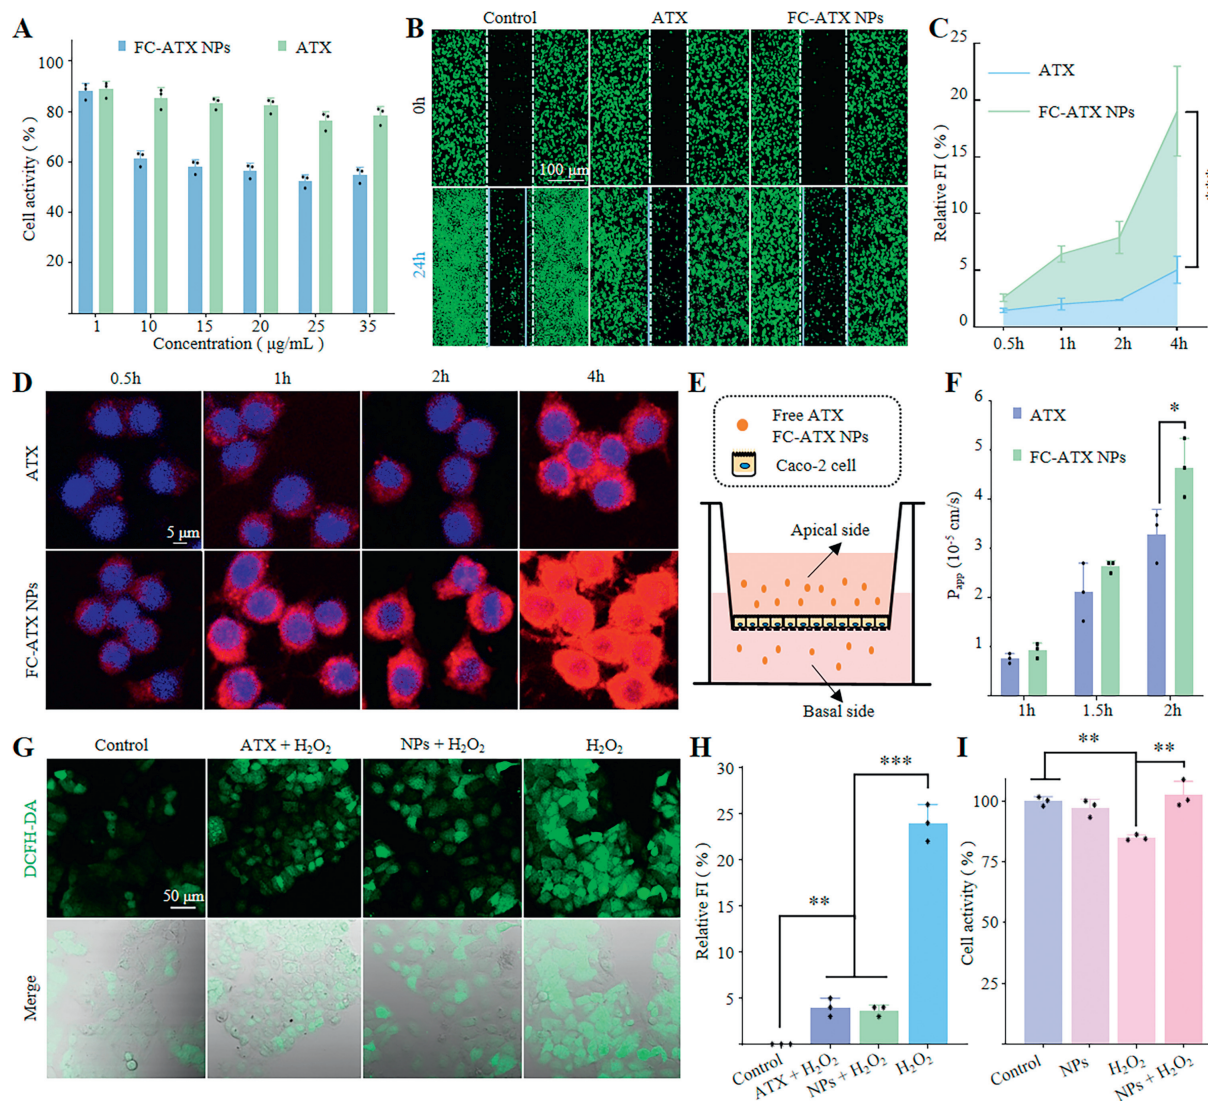 A
FC-ATX NPs
ATX
Cell activity ( % )
100
80
60
40
20
1
10
15
20
25
35
Concentration ( μg/mL )
B
Control
ATX
FC-ATX NPs
0h
100 μm
24h
C
ATX
FC-ATX NPs
Relative FI ( % )
25
20
15
10
5
0
0.5h
1h
2h
4h
***
D
0.5h
1h
2h
4h
ATX
5 μm
FC-ATX NPs
E
Free ATX
FC-ATX NPs
Caco-2 cell
Apical side
Basal side
F
ATX
FC-ATX NPs
*
Papp (10⁻⁵ cm/s)
6
5
4
3
2
1
1h
1.5h
2h
G
Control
ATX + H₂O₂
NPs + H₂O₂
H₂O₂
DCFH-DA
50 μm
Merge
H
Relative FI ( % )
30
25
20
15
10
5
0
**
***
Control
ATX + H₂O₂
NPs + H₂O₂
H₂O₂
I
Cell activity ( % )
100
75
50
25
**
**
Control
NPs
H₂O₂
NPs + H₂O₂